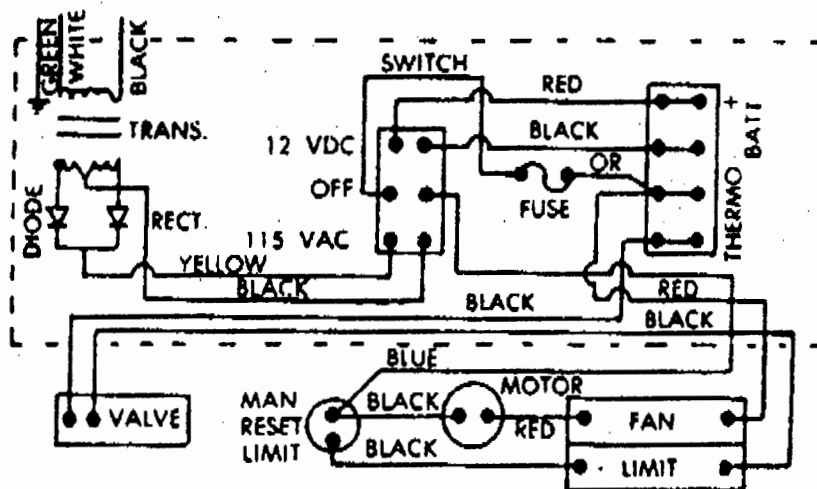 GREEN
WHITE
BLACK
SWITCH
RED
+
BATT
TRANS.
12 VDC
BLACK
OR
OFF
FUSE
THERMO
DIODE
RECT.
115 VAC
YELLOW
BLACK
BLACK
RED
BLACK
BLUE
MOTOR
VALVE
MAN
RESET
LIMIT
BLACK
RED
FAN
BLACK
LIMIT